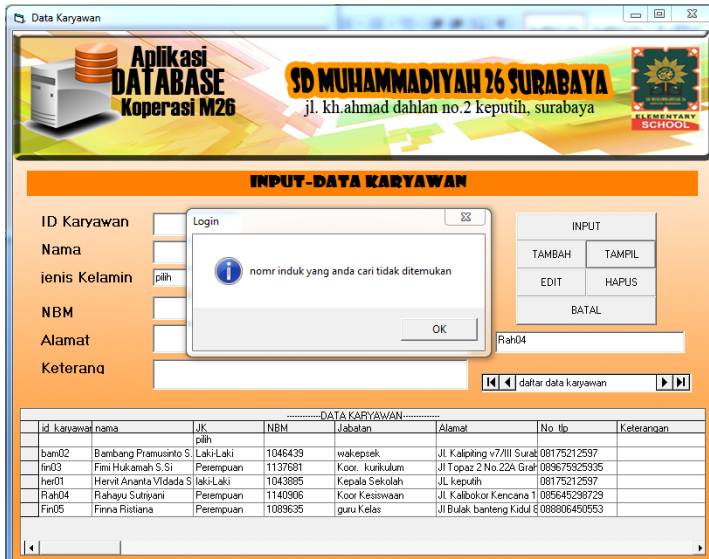 Data Karyawan
Aplikasi
DATABASE
Koperasi M26
SD MUHAMMADIYAH 26 SURABAYA
jl. kh.ahmad dahlan no.2 keputih, surabaya
ELEMENTARY
SCHOOL
INPUT-DATA KARYAWAN
ID Karyawan
Nama
jenis Kelamin
pilih
NBM
Alamat
Keterang
Login
nomr induk yang anda cari tidak ditemukan
OK
INPUT
TAMBAH TAMPIL
EDIT HAPUS
BATAL
Rah04
daftar data karyawan
-------------DATA KARYAWAN-------------
id_karyawan nama JK NBM Jabatan Alamat No_tlp Keterangan
pilih
bam02 Bambang Pramusinto S. Laki-Laki 1046439 wakepsek Jl. Kalipiting v7/III Surab 08175212597
fin03 Fimi Hukamah S.Si Perempuan 1137681 Koor. kurikulum Jl Topaz 2 No.22A Grah 089675925935
her01 Hervit Ananta VIdada S laki-Laki 1043885 Kepala Sekolah JL keputih 08175212597
Rah04 Rahayu Sutriyani Perempuan 1140906 Koor Kesiswaan Jl. Kalibokor Kencana 1 085645298729
Fin05 Finna Ristiana Perempuan 1089635 guru Kelas Jl Bulak banteng Kidul 8 088806450553